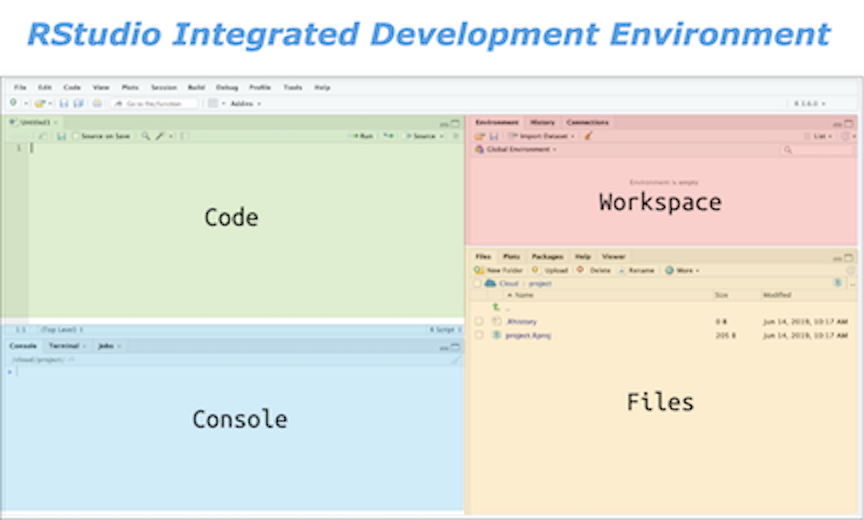 RStudio Integrated Development Environment
File Edit Code View Plots Session Build Debug Profile Tools Help
Go to file/function Addins R 3.6.0
Untitled1
Source on Save Run Source
1
Code
1:1 (Top Level) R Script
Console Terminal Jobs
/cloud/project/
>
Console
Environment History Connections
Import Dataset List
Global Environment
Environment is empty
Workspace
Files Plots Packages Help Viewer
New Folder Upload Delete Rename More
Cloud project
Name Size Modified
..
.Rhistory 0 B Jun 14, 2019, 10:17 AM
project.Rproj 205 B Jun 14, 2019, 10:17 AM
Files